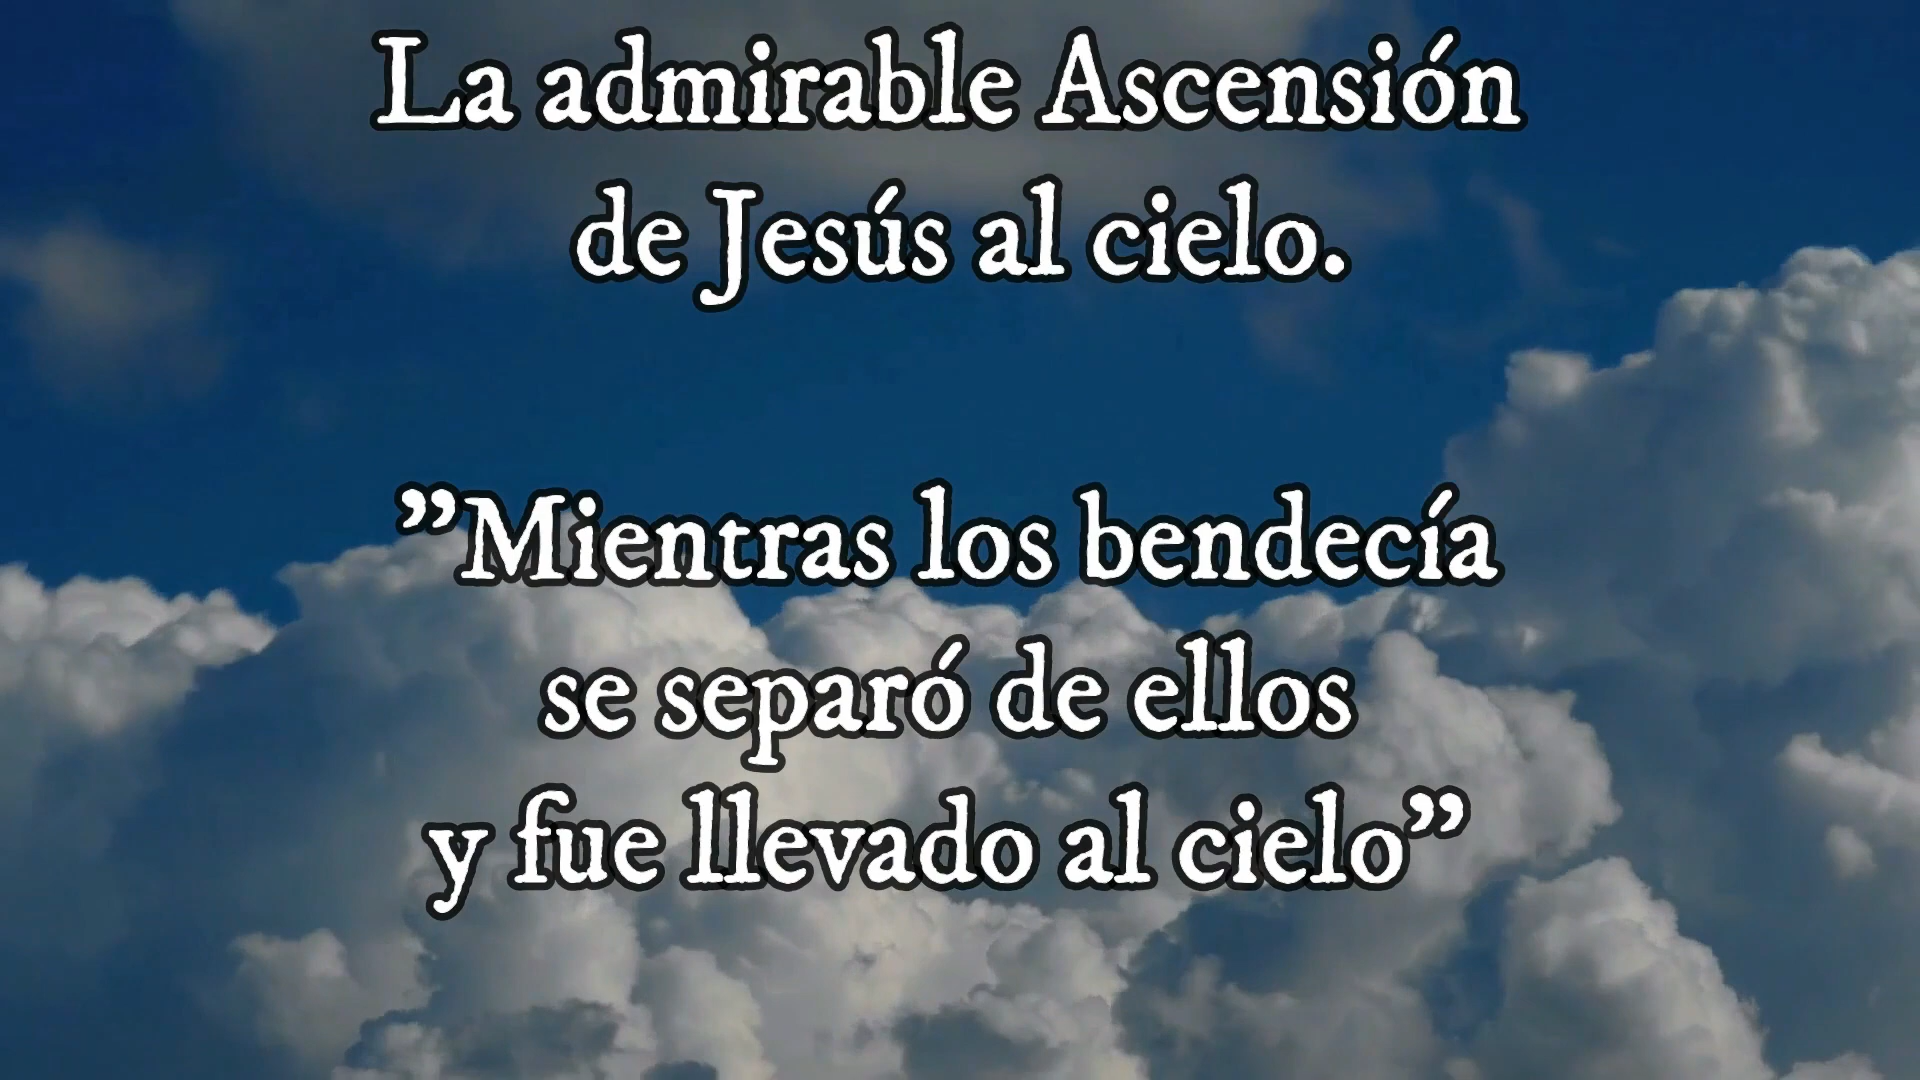 La admirable Ascensión
de Jesús al cielo.
”Mientras los bendecía
se separó de ellos
y fue llevado al cielo”